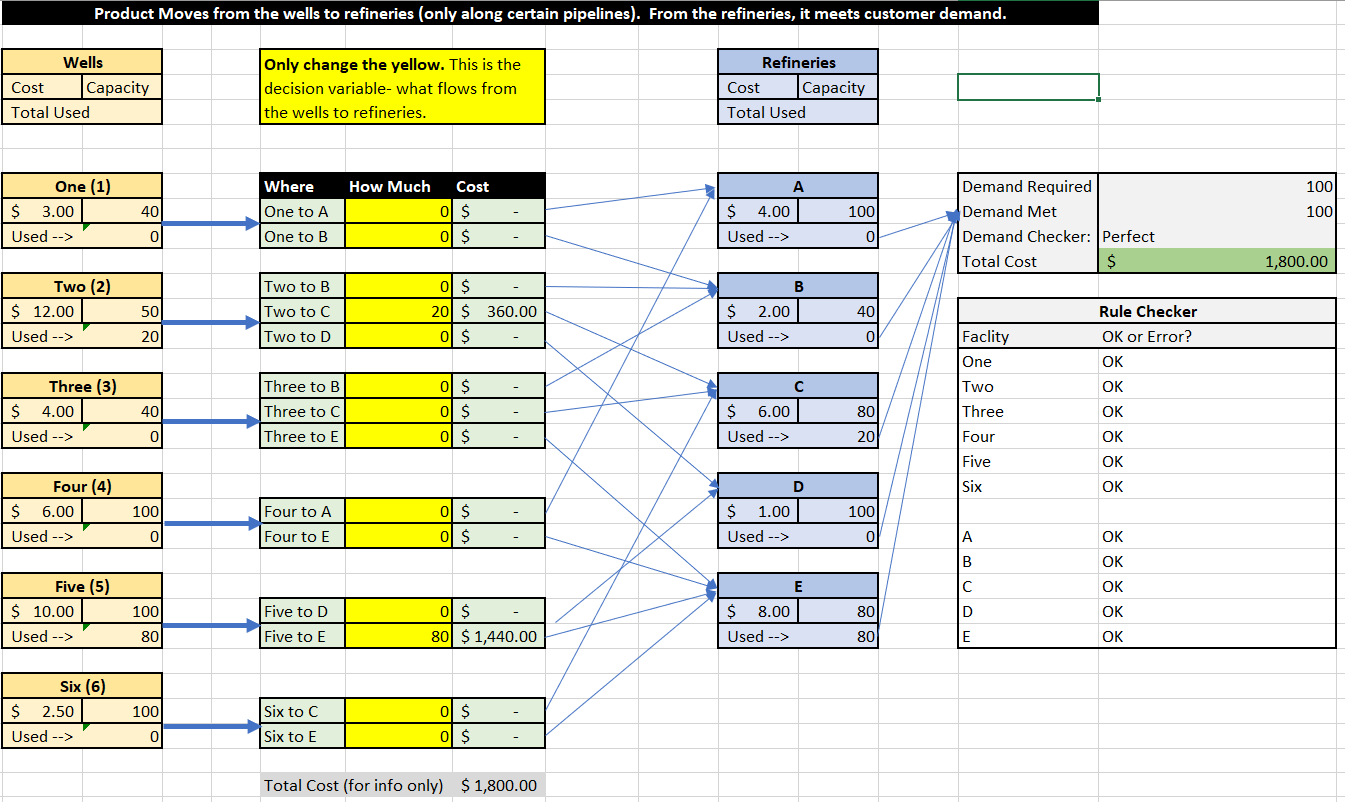 Product Moves from the wells to refineries (only along certain pipelines).  From the refineries, it meets customer demand.
Wells
Cost Capacity
Total Used
Only change the yellow. This is the
decision variable- what flows from
the wells to refineries.
Refineries
Cost Capacity
Total Used
One (1)
$ 3.00 40
Used --> 0
Two (2)
$ 12.00 50
Used --> 20
Three (3)
$ 4.00 40
Used --> 0
Four (4)
$ 6.00 100
Used --> 0
Five (5)
$ 10.00 100
Used --> 80
Six (6)
$ 2.50 100
Used --> 0
Where How Much Cost
One to A 0 $ -
One to B 0 $ -
Two to B 0 $ -
Two to C 20 $ 360.00
Two to D 0 $ -
Three to B 0 $ -
Three to C 0 $ -
Three to E 0 $ -
Four to A 0 $ -
Four to E 0 $ -
Five to D 0 $ -
Five to E 80 $ 1,440.00
Six to C 0 $ -
Six to E 0 $ -
Total Cost (for info only) $ 1,800.00
A
$ 4.00 100
Used --> 0
B
$ 2.00 40
Used --> 0
C
$ 6.00 80
Used --> 20
D
$ 1.00 100
Used --> 0
E
$ 8.00 80
Used --> 80
Demand Required 100
Demand Met 100
Demand Checker: Perfect
Total Cost $ 1,800.00
Rule Checker
Faclity OK or Error?
One OK
Two OK
Three OK
Four OK
Five OK
Six OK
A OK
B OK
C OK
D OK
E OK